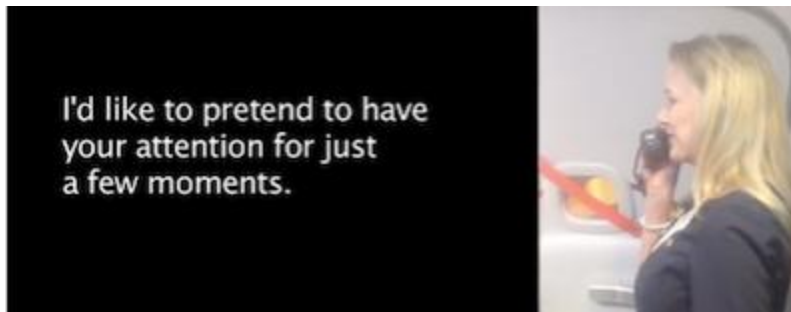 I'd like to pretend to have
your attention for just
a few moments.